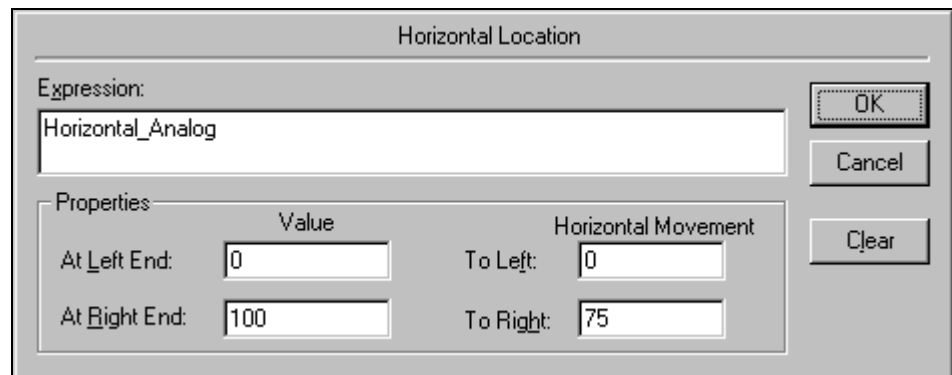 Horizontal Location
Expression:
Horizontal_Analog
OK
Cancel
Clear
Properties
Value Horizontal Movement
At Left End: 0 To Left: 0
At Right End: 100 To Right: 75